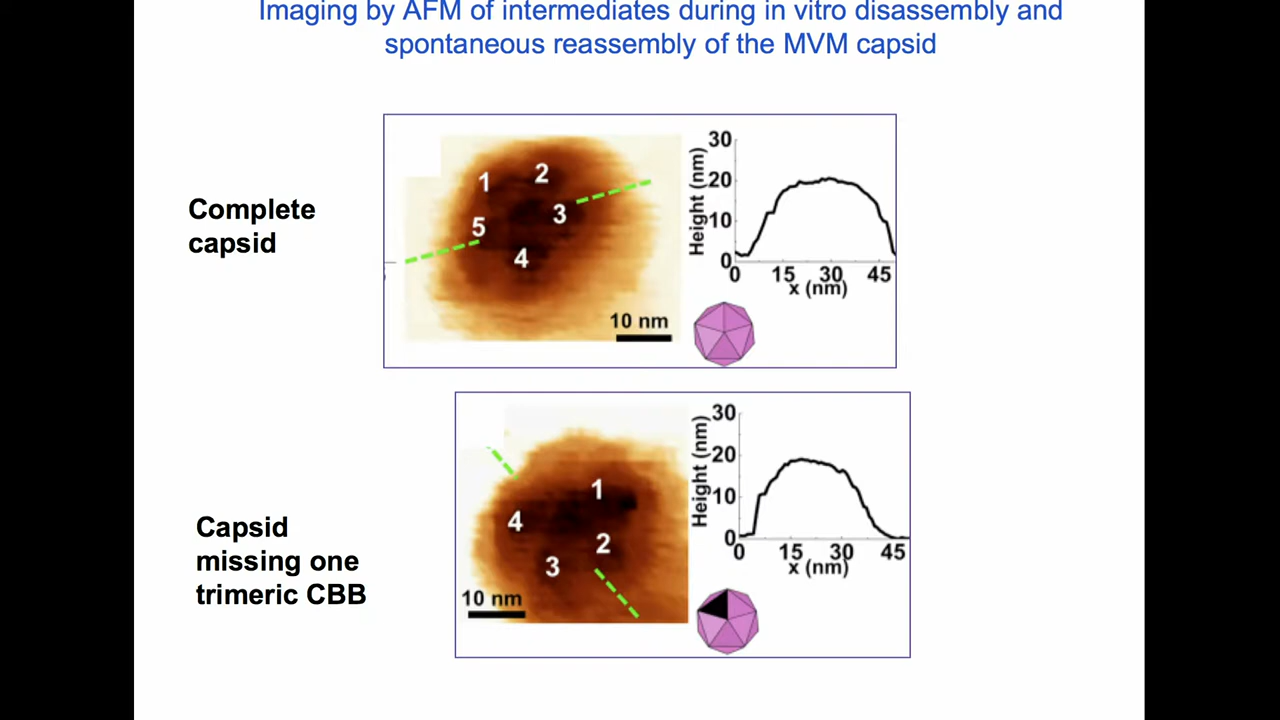 Imaging by AFM of intermediates during in vitro disassembly and
spontaneous reassembly of the MVM capsid
Complete
capsid
1
2
3
5
4
10 nm
Height (nm)
30
20
10
0
0 15 30 45
x (nm)
Capsid
missing one
trimeric CBB
1
4
2
3
10 nm
Height (nm)
30
20
10
0
0 15 30 45
x (nm)